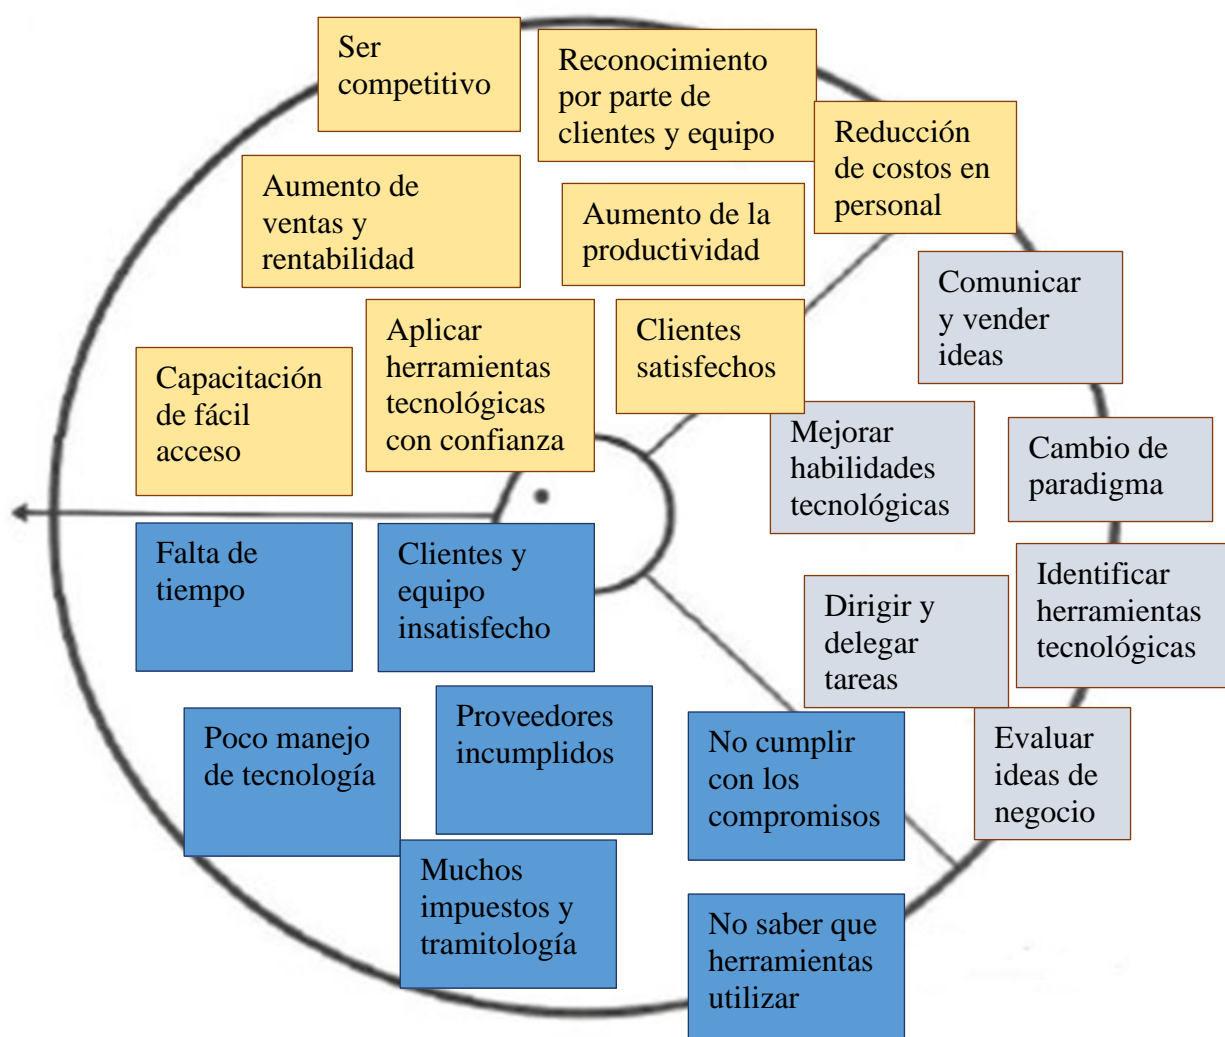 Ser
competitivo
Reconocimiento
por parte de
clientes y equipo
Reducción
de costos en
personal
Aumento de
ventas y
rentabilidad
Aumento de la
productividad
Capacitación
de fácil
acceso
Aplicar
herramientas
tecnológicas
con confianza
Clientes
satisfechos
Comunicar
y vender
ideas
Mejorar
habilidades
tecnológicas
Cambio de
paradigma
Identificar
herramientas
tecnológicas
Dirigir y
delegar
tareas
Evaluar
ideas de
negocio
Falta de
tiempo
Clientes y
equipo
insatisfecho
Poco manejo
de tecnología
Proveedores
incumplidos
No cumplir
con los
compromisos
Muchos
impuestos y
tramitología
No saber que
herramientas
utilizar